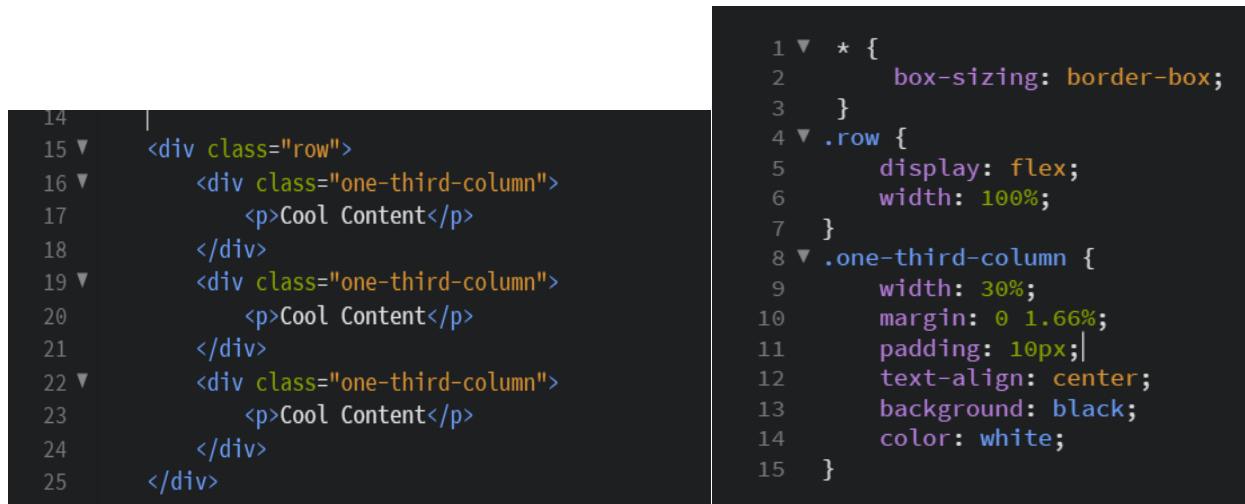 14
15 ▼ <div class="row">
16 ▼ <div class="one-third-column">
17 <p>Cool Content</p>
18 </div>
19 ▼ <div class="one-third-column">
20 <p>Cool Content</p>
21 </div>
22 ▼ <div class="one-third-column">
23 <p>Cool Content</p>
24 </div>
25 </div>
1 ▼ * {
2 box-sizing: border-box;
3 }
4 ▼ .row {
5 display: flex;
6 width: 100%;
7 }
8 ▼ .one-third-column {
9 width: 30%;
10 margin: 0 1.66%;
11 padding: 10px;
12 text-align: center;
13 background: black;
14 color: white;
15 }